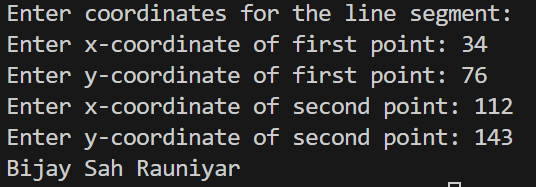 Enter coordinates for the line segment:
Enter x-coordinate of first point: 34
Enter y-coordinate of first point: 76
Enter x-coordinate of second point: 112
Enter y-coordinate of second point: 143
Bijay Sah Rauniyar